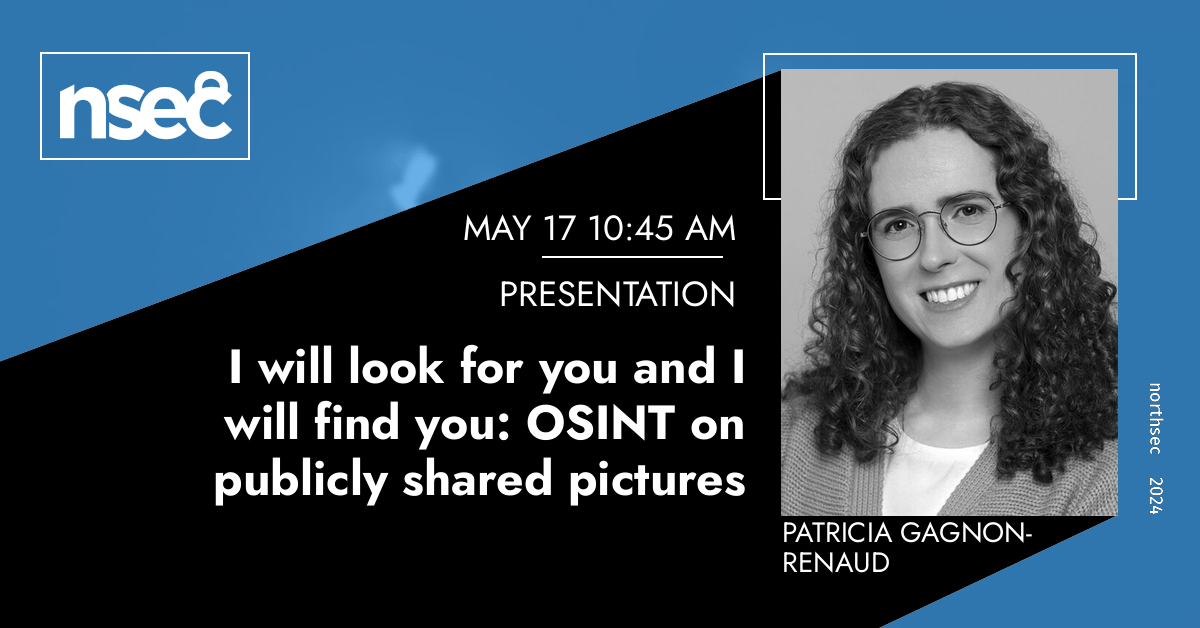 nsec
MAY 17 10:45 AM
PRESENTATION
I will look for you and I
will find you: OSINT on
publicly shared pictures
PATRICIA GAGNON-
RENAUD
northsec 2024